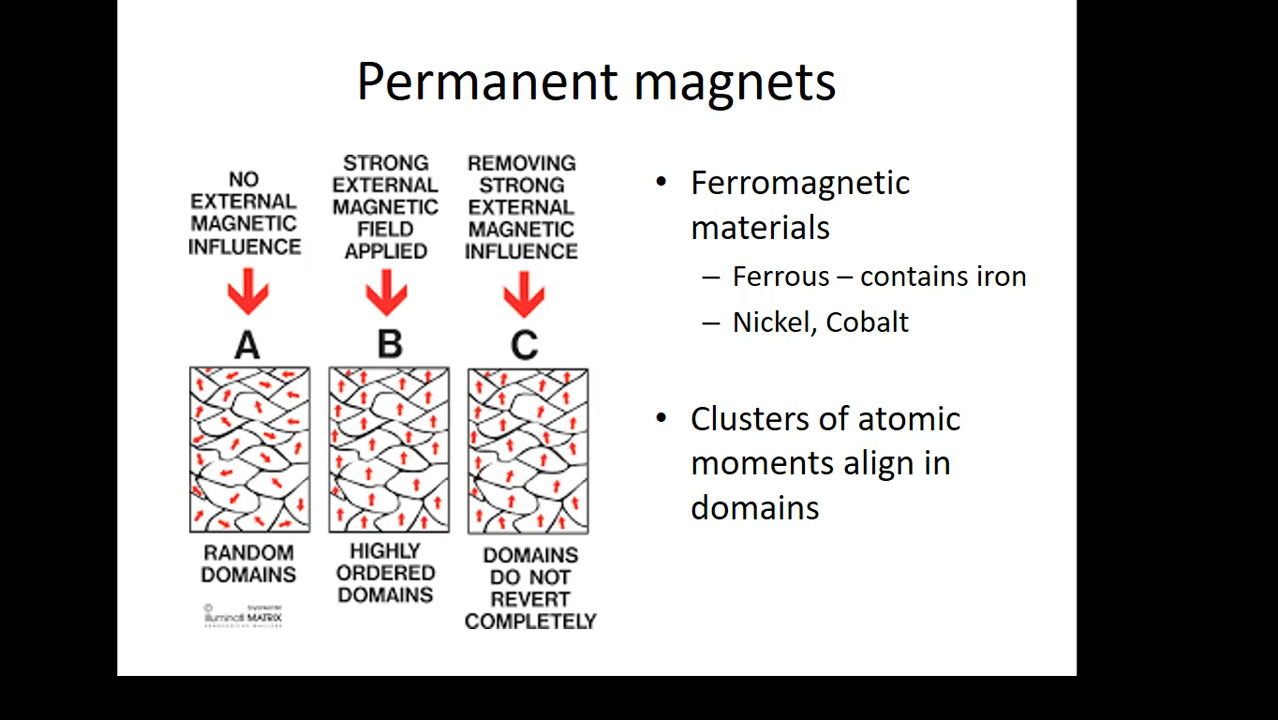 Permanent magnets
NO
EXTERNAL
MAGNETIC
INFLUENCE
STRONG
EXTERNAL
MAGNETIC
FIELD
APPLIED
REMOVING
STRONG
EXTERNAL
MAGNETIC
INFLUENCE
A
B
C
RANDOM
DOMAINS
HIGHLY
ORDERED
DOMAINS
DOMAINS
DO NOT
REVERT
COMPLETELY
©
illuminati MATRIX
• Ferromagnetic
materials
– Ferrous – contains iron
– Nickel, Cobalt
• Clusters of atomic
moments align in
domains